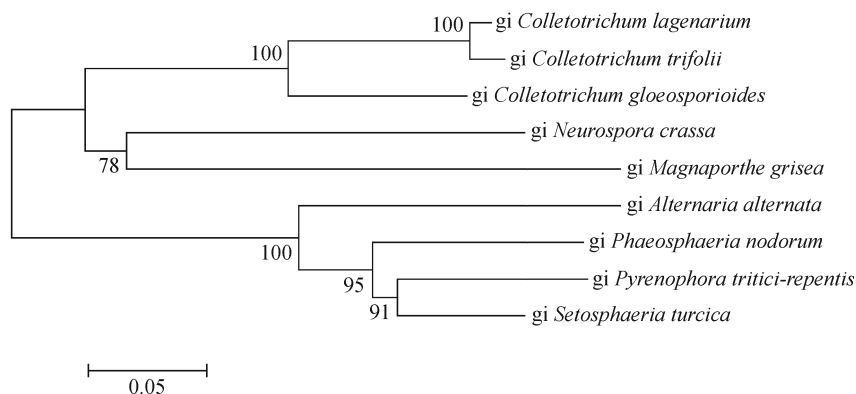 100 gi Colletotrichum lagenarium
100 gi Colletotrichum trifolii
gi Colletotrichum gloeosporioides
gi Neurospora crassa
78 gi Magnaporthe grisea
gi Alternaria alternata
100 gi Phaeosphaeria nodorum
95 gi Pyrenophora tritici-repentis
91 gi Setosphaeria turcica
0.05